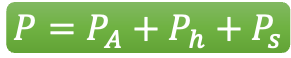 P = P_A + P_h + P_s